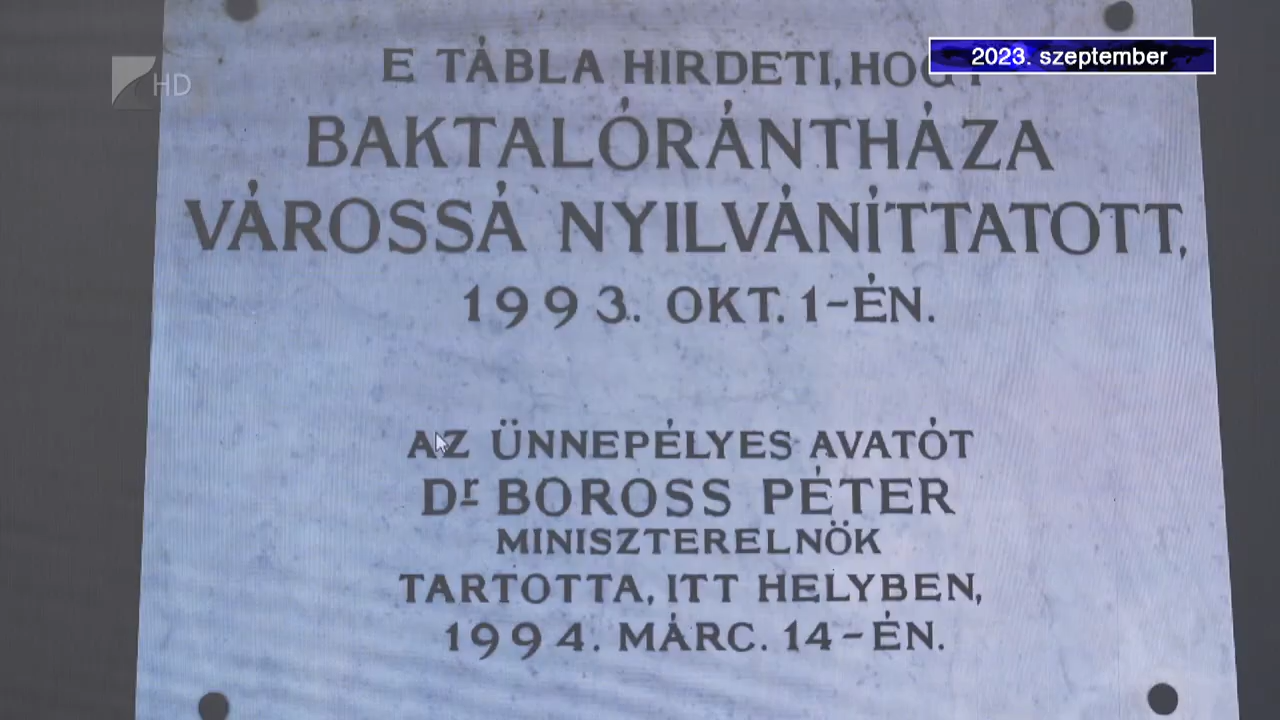 2023. szeptember
HD
E TÁBLA HIRDETI, HOGY
BAKTALÓRÁNTHÁZA
VÁROSSÁ NYILVÁNÍTTATOTT,
1993. OKT. 1-ÉN.
AZ ÜNNEPÉLYES AVATÓT
Dr BOROSS PÉTER
MINISZTERELNÖK
TARTOTTA, ITT HELYBEN,
1994. MÁRC. 14-ÉN.